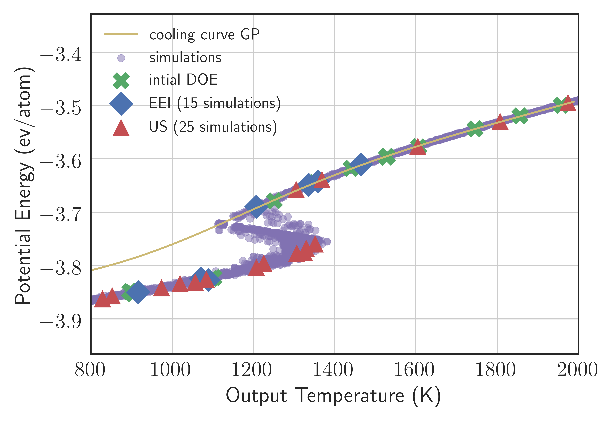 cooling curve GP
simulations
intial DOE
EEI (15 simulations)
US (25 simulations)
Potential Energy (ev/atom)
−3.4
−3.5
−3.6
−3.7
−3.8
−3.9
800 1000 1200 1400 1600 1800 2000
Output Temperature (K)